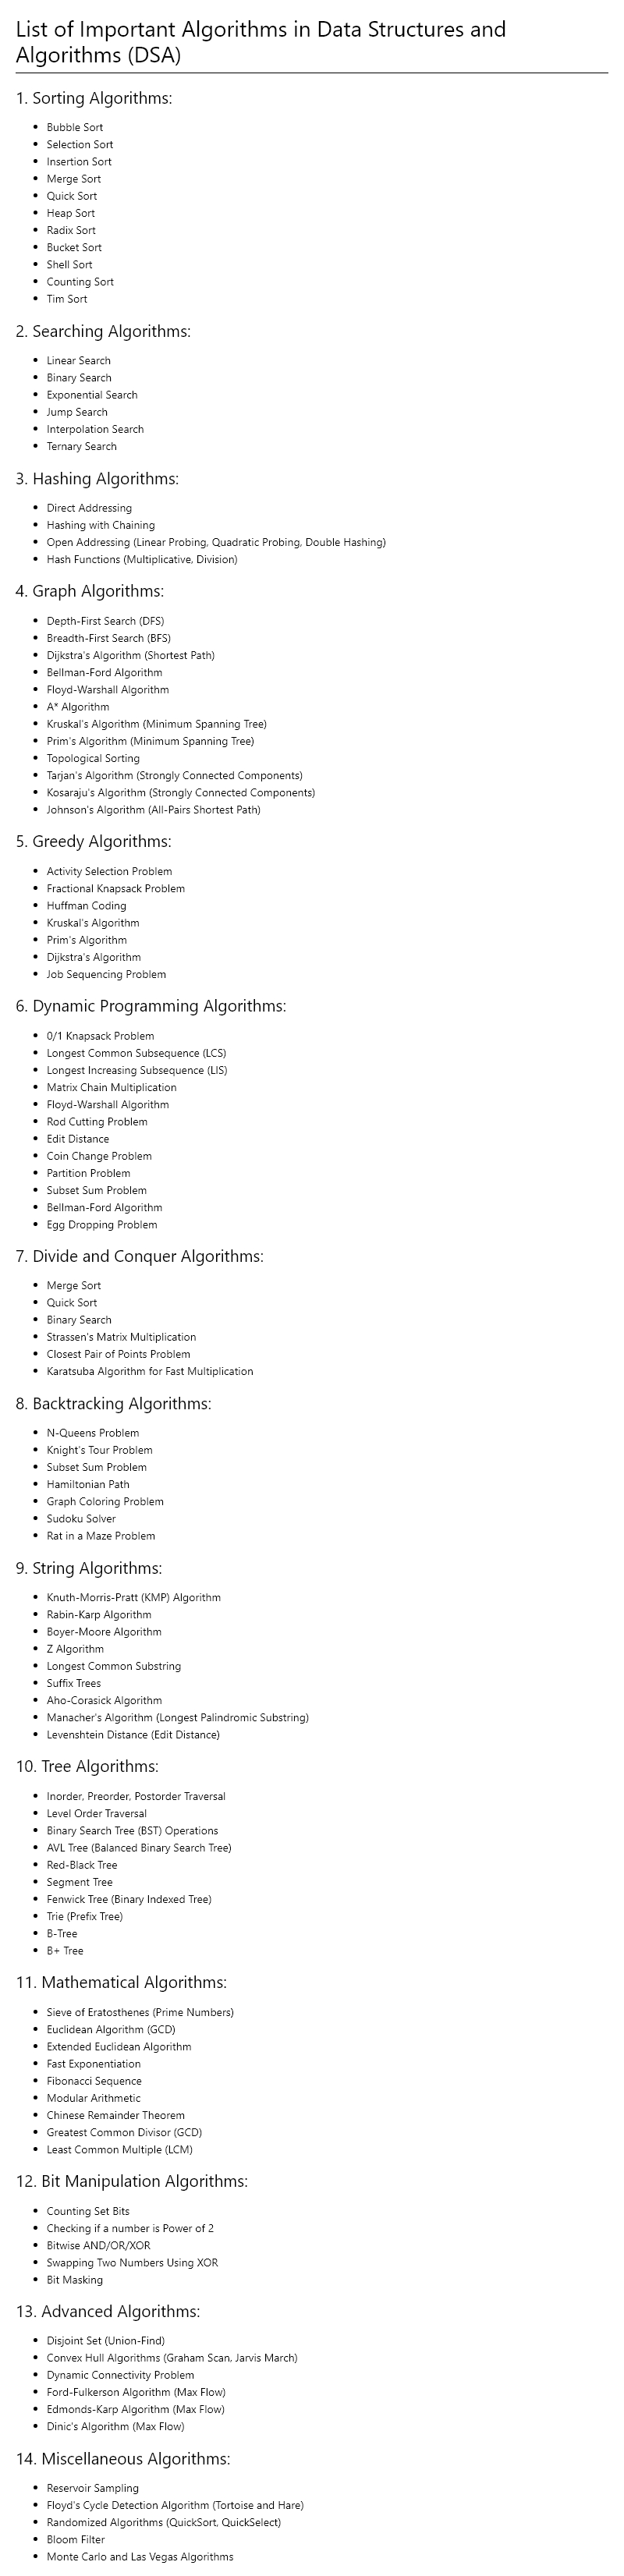 List of Important Algorithms in Data Structures and
Algorithms (DSA)
1. Sorting Algorithms:
• Bubble Sort
• Selection Sort
• Insertion Sort
• Merge Sort
• Quick Sort
• Heap Sort
• Radix Sort
• Bucket Sort
• Shell Sort
• Counting Sort
• Tim Sort
2. Searching Algorithms:
• Linear Search
• Binary Search
• Exponential Search
• Jump Search
• Interpolation Search
• Ternary Search
3. Hashing Algorithms:
• Direct Addressing
• Hashing with Chaining
• Open Addressing (Linear Probing, Quadratic Probing, Double Hashing)
• Hash Functions (Multiplicative, Division)
4. Graph Algorithms:
• Depth-First Search (DFS)
• Breadth-First Search (BFS)
• Dijkstra's Algorithm (Shortest Path)
• Bellman-Ford Algorithm
• Floyd-Warshall Algorithm
• A* Algorithm
• Kruskal's Algorithm (Minimum Spanning Tree)
• Prim's Algorithm (Minimum Spanning Tree)
• Topological Sorting
• Tarjan's Algorithm (Strongly Connected Components)
• Kosaraju's Algorithm (Strongly Connected Components)
• Johnson's Algorithm (All-Pairs Shortest Path)
5. Greedy Algorithms:
• Activity Selection Problem
• Fractional Knapsack Problem
• Huffman Coding
• Kruskal's Algorithm
• Prim's Algorithm
• Dijkstra's Algorithm
• Job Sequencing Problem
6. Dynamic Programming Algorithms:
• 0/1 Knapsack Problem
• Longest Common Subsequence (LCS)
• Longest Increasing Subsequence (LIS)
• Matrix Chain Multiplication
• Floyd-Warshall Algorithm
• Rod Cutting Problem
• Edit Distance
• Coin Change Problem
• Partition Problem
• Subset Sum Problem
• Bellman-Ford Algorithm
• Egg Dropping Problem
7. Divide and Conquer Algorithms:
• Merge Sort
• Quick Sort
• Binary Search
• Strassen's Matrix Multiplication
• Closest Pair of Points Problem
• Karatsuba Algorithm for Fast Multiplication
8. Backtracking Algorithms:
• N-Queens Problem
• Knight's Tour Problem
• Subset Sum Problem
• Hamiltonian Path
• Graph Coloring Problem
• Sudoku Solver
• Rat in a Maze Problem
9. String Algorithms:
• Knuth-Morris-Pratt (KMP) Algorithm
• Rabin-Karp Algorithm
• Boyer-Moore Algorithm
• Z Algorithm
• Longest Common Substring
• Suffix Trees
• Aho-Corasick Algorithm
• Manacher's Algorithm (Longest Palindromic Substring)
• Levenshtein Distance (Edit Distance)
10. Tree Algorithms:
• Inorder, Preorder, Postorder Traversal
• Level Order Traversal
• Binary Search Tree (BST) Operations
• AVL Tree (Balanced Binary Search Tree)
• Red-Black Tree
• Segment Tree
• Fenwick Tree (Binary Indexed Tree)
• Trie (Prefix Tree)
• B-Tree
• B+ Tree
11. Mathematical Algorithms:
• Sieve of Eratosthenes (Prime Numbers)
• Euclidean Algorithm (GCD)
• Extended Euclidean Algorithm
• Fast Exponentiation
• Fibonacci Sequence
• Modular Arithmetic
• Chinese Remainder Theorem
• Greatest Common Divisor (GCD)
• Least Common Multiple (LCM)
12. Bit Manipulation Algorithms:
• Counting Set Bits
• Checking if a number is Power of 2
• Bitwise AND/OR/XOR
• Swapping Two Numbers Using XOR
• Bit Masking
13. Advanced Algorithms:
• Disjoint Set (Union-Find)
• Convex Hull Algorithms (Graham Scan, Jarvis March)
• Dynamic Connectivity Problem
• Ford-Fulkerson Algorithm (Max Flow)
• Edmonds-Karp Algorithm (Max Flow)
• Dinic's Algorithm (Max Flow)
14. Miscellaneous Algorithms:
• Reservoir Sampling
• Floyd's Cycle Detection Algorithm (Tortoise and Hare)
• Randomized Algorithms (QuickSort, QuickSelect)
• Bloom Filter
• Monte Carlo and Las Vegas Algorithms